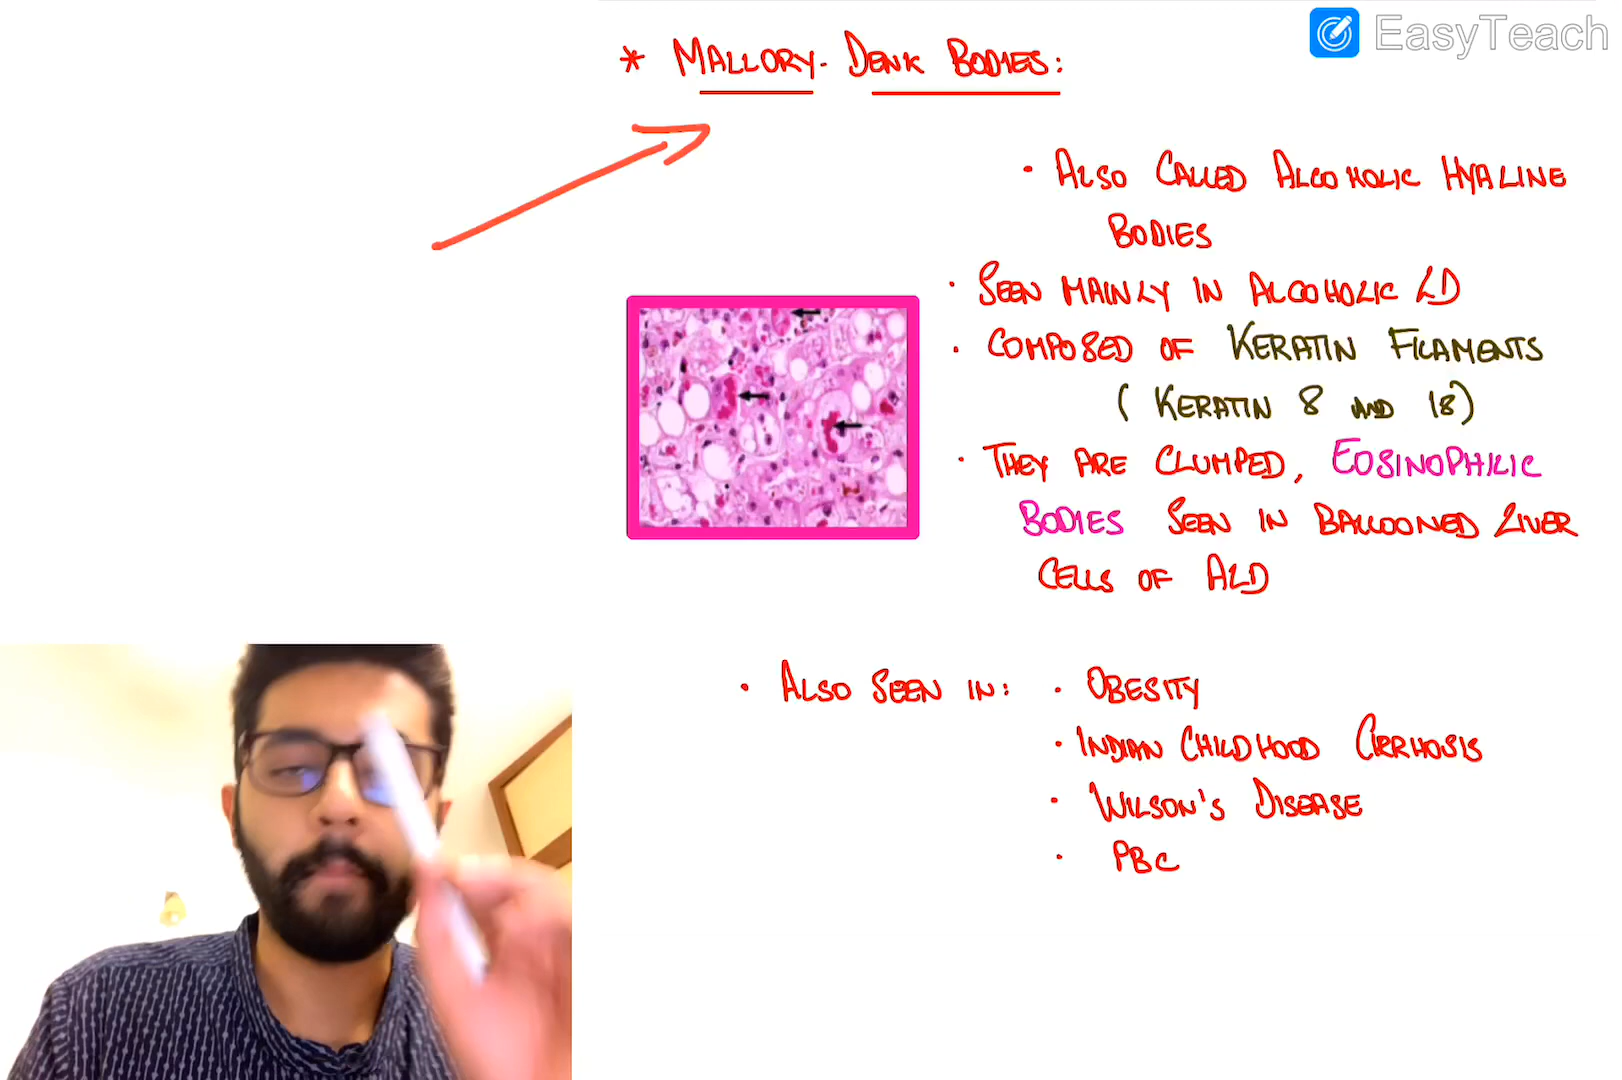 EasyTeach
* MALLORY- DENK BODIES:
• ALSO CALLED ALCOHOLIC HYALINE
BODIES
• SEEN MAINLY IN ALCOHOLIC LD
• COMPOSED OF KERATIN FILAMENTS
( KERATIN 8 AND 18)
• THEY ARE CLUMPED, EOSINOPHILIC
BODIES SEEN IN BALLOONED LIVER
CELLS OF ALD
• ALSO SEEN IN: • OBESITY
• INDIAN CHILDHOOD CIRRHOSIS
• WILSON'S DISEASE
• PBC